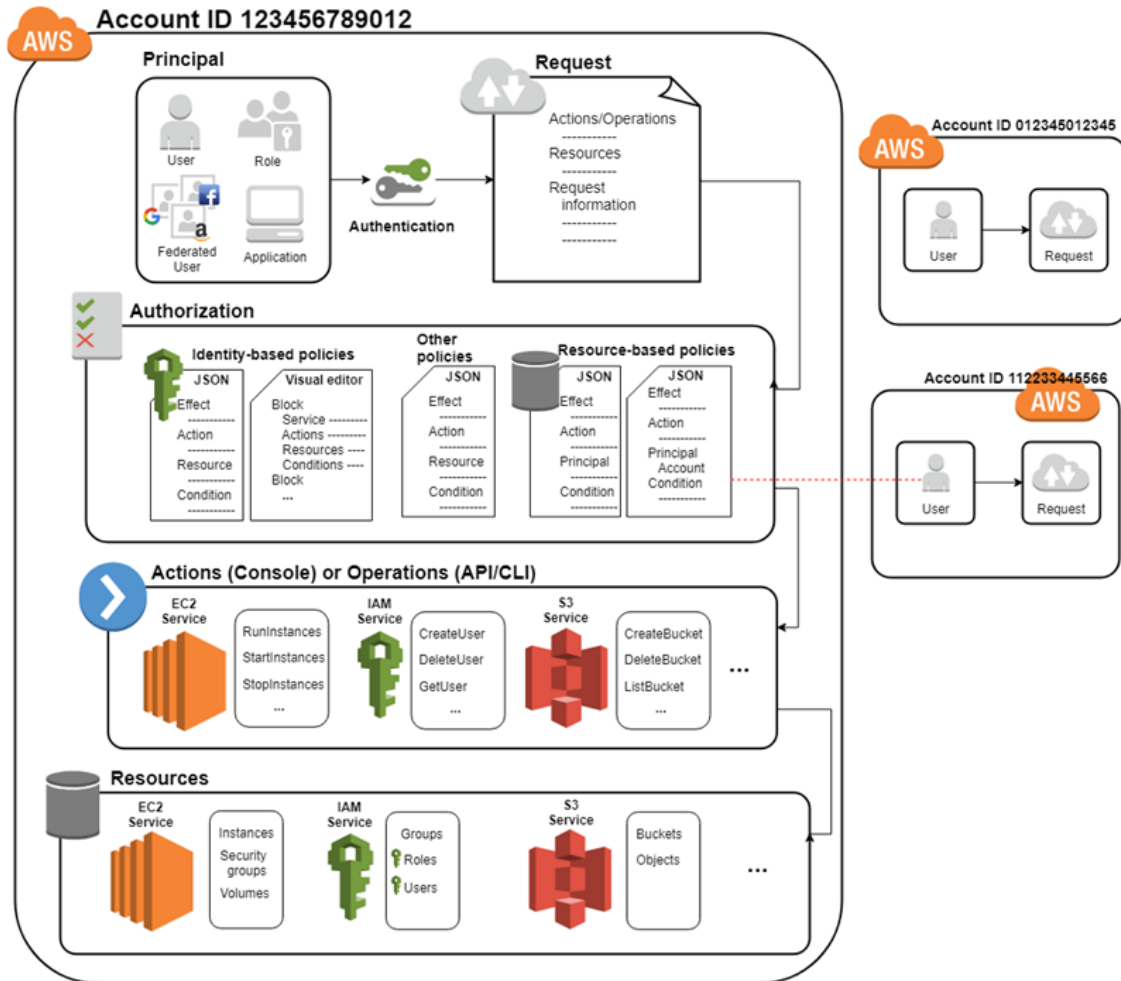 AWS
Account ID 123456789012
Principal
User
Role
G
f
a
Federated
User
Application
Authentication
Request
Actions/Operations
-----------
Resources
-----------
Request
information
-----------
-----------
AWS
Account ID 012345012345
User
Request
Authorization
Identity-based policies
JSON
Effect
-----------
Action
-----------
Resource
-----------
Condition
-----------
Visual editor
Block
Service ---------
Actions ---------
Resources ----
Conditions ----
Block
...
Other
policies
JSON
Effect
-----------
Action
-----------
Resource
-----------
Condition
-----------
Resource-based policies
JSON
Effect
-----------
Action
-----------
Principal
-----------
Condition
-----------
JSON
Effect
-----------
Action
-----------
Principal
Account
Condition
-----------
Account ID 112233445566
AWS
User
Request
Actions (Console) or Operations (API/CLI)
EC2
Service
RunInstances
StartInstances
StopInstances
...
IAM
Service
CreateUser
DeleteUser
GetUser
...
S3
Service
CreateBucket
DeleteBucket
ListBucket
...
...
Resources
EC2
Service
Instances
Security
groups
Volumes
IAM
Service
Groups
Roles
Users
S3
Service
Buckets
Objects
...